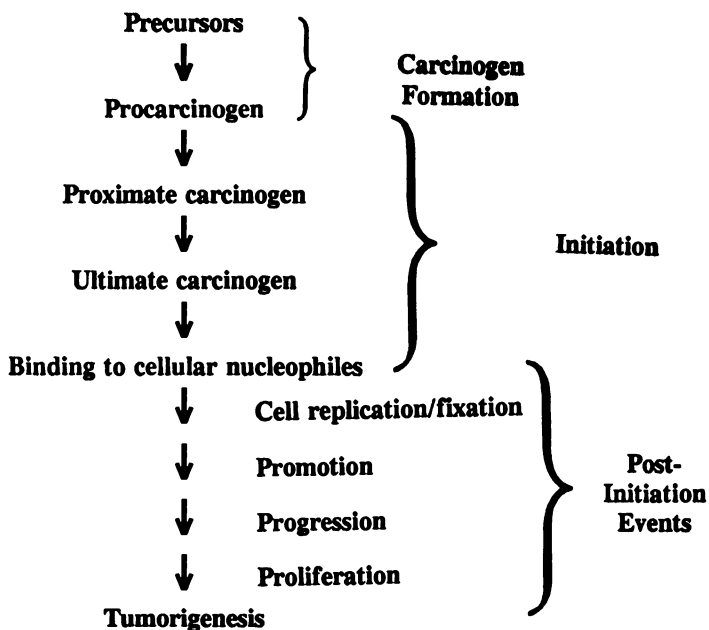 Precursors
Carcinogen
Formation
Procarcinogen
Proximate carcinogen
Initiation
Ultimate carcinogen
Binding to cellular nucleophiles
Cell replication/fixation
Promotion
Post-
Initiation
Events
Progression
Proliferation
Tumorigenesis